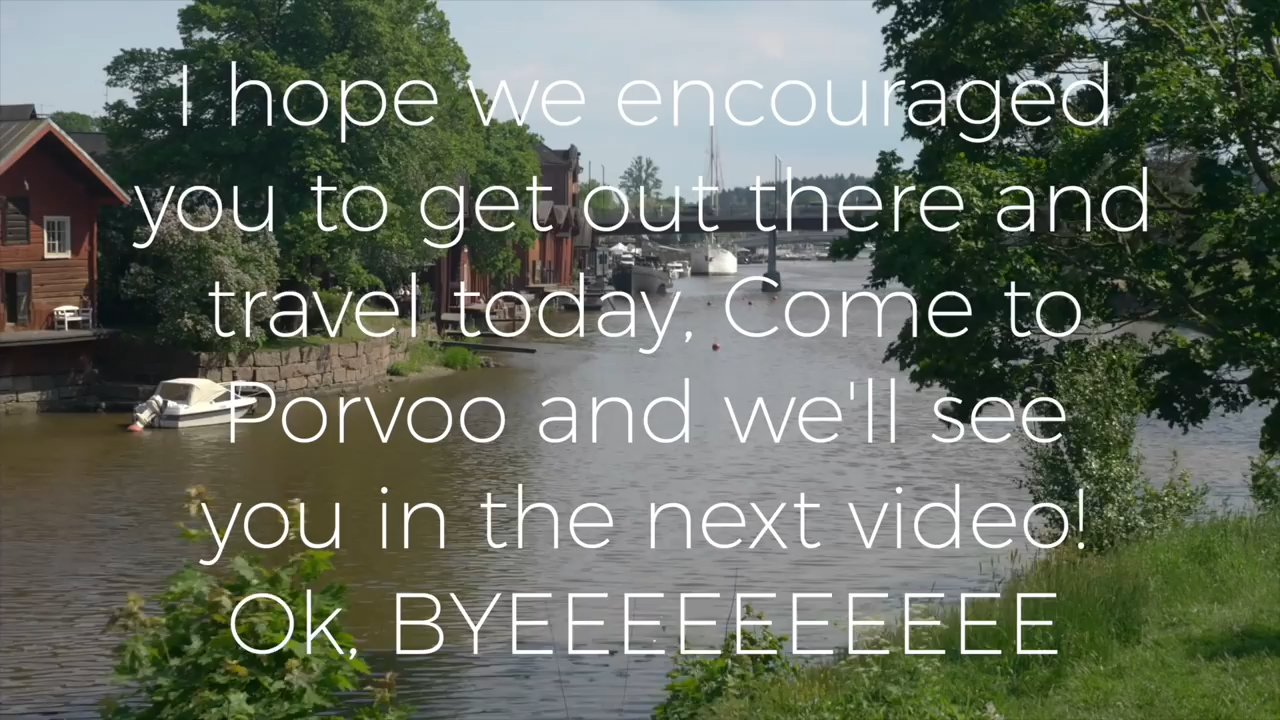 I hope we encouraged
you to get out there and
travel today, Come to
Porvoo and we'll see
you in the next video!
Ok, BYEEEEEEEEEE